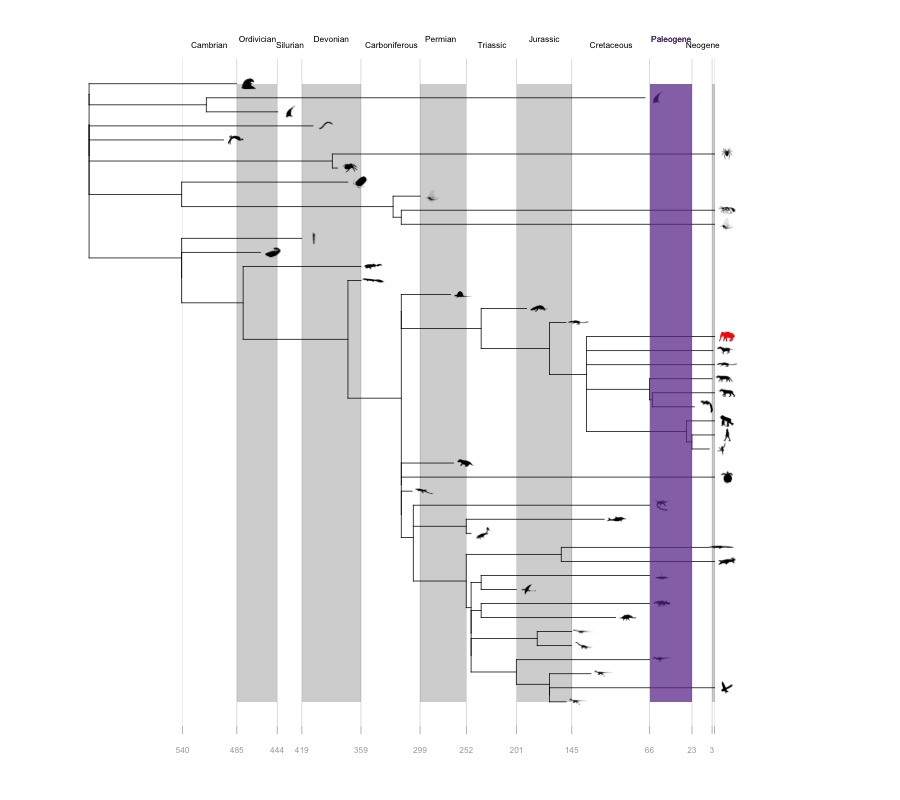 Ordivician Devonian Permian Jurassic Paleogene
Cambrian Silurian Carboniferous Triassic Cretaceous Neogene
540 485 444 419 359 299 252 201 145 66 23 3